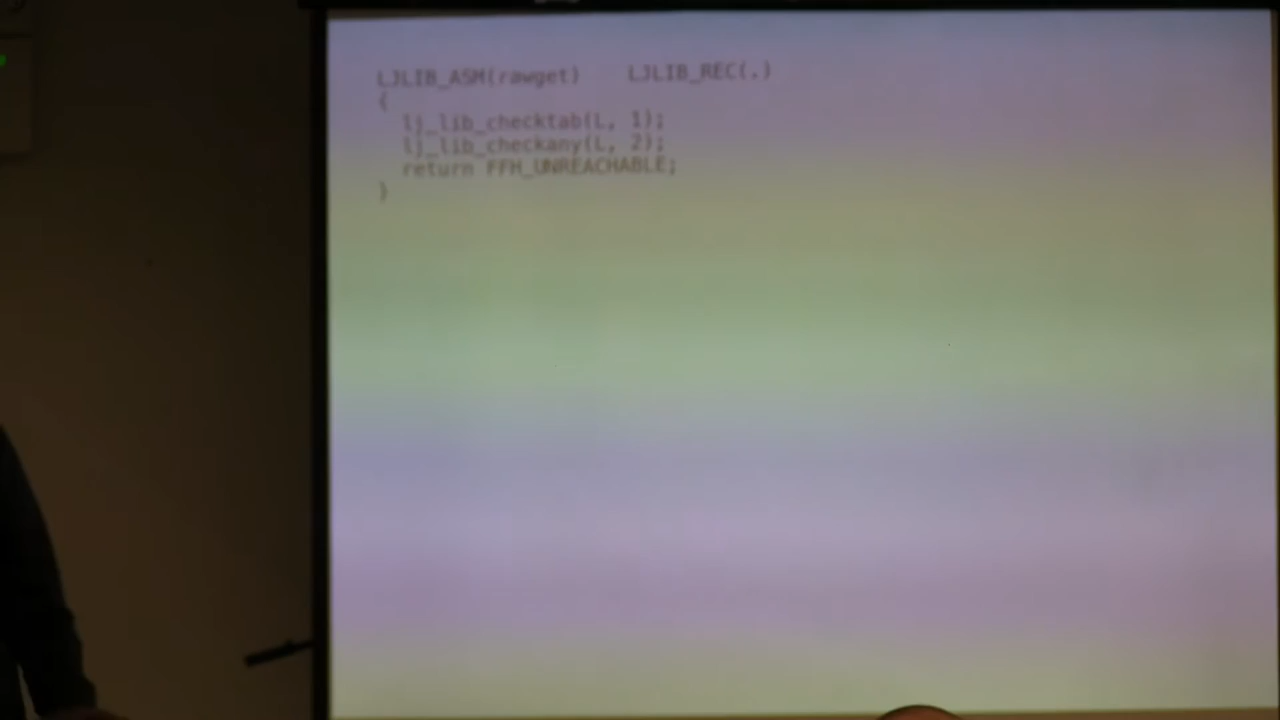 LJLIB_ASM(rawget)    LJLIB_REC(.)
{
  lj_lib_checktab(L, 1);
  lj_lib_checkany(L, 2);
  return FFH_UNREACHABLE;
}